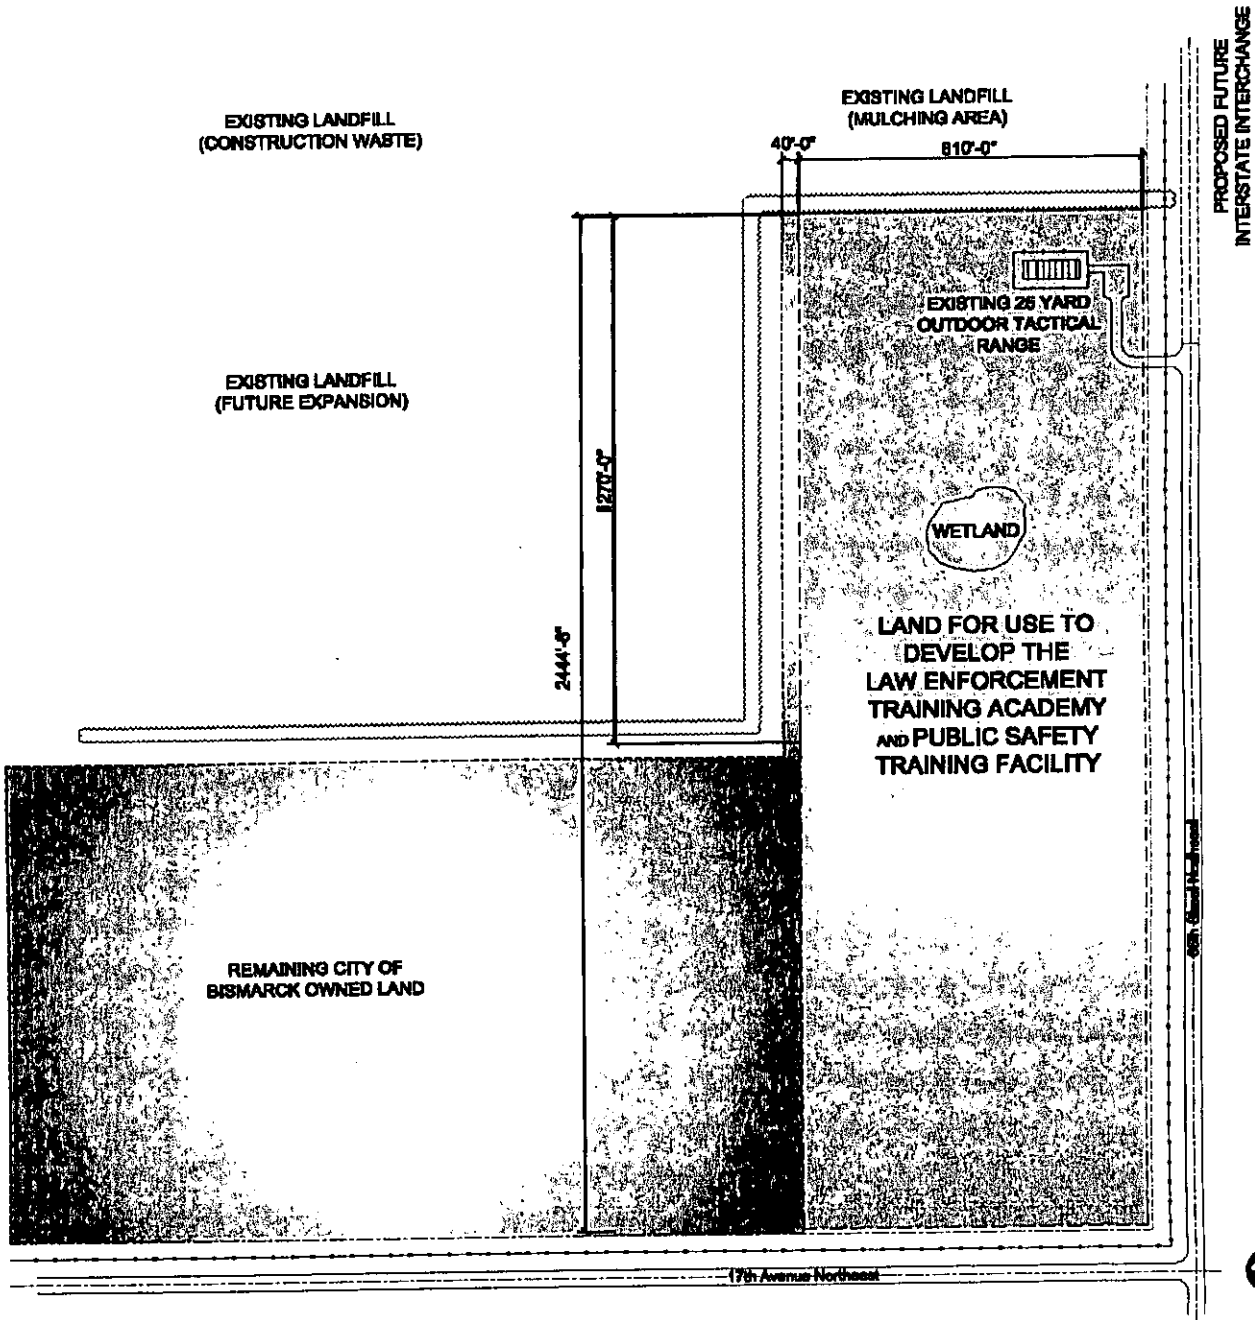 PROPOSED FUTURE
INTERSTATE INTERCHANGE
EXISTING LANDFILL
(CONSTRUCTION WASTE)
EXISTING LANDFILL
(MULCHING AREA)
40'-0"
810'-0"
EXISTING 25 YARD
OUTDOOR TACTICAL
RANGE
EXISTING LANDFILL
(FUTURE EXPANSION)
1270'-0"
WETLAND
2444'-6"
LAND FOR USE TO
DEVELOP THE
LAW ENFORCEMENT
TRAINING ACADEMY
AND PUBLIC SAFETY
TRAINING FACILITY
REMAINING CITY OF
BISMARCK OWNED LAND
Street Northeast
17th Avenue Northeast